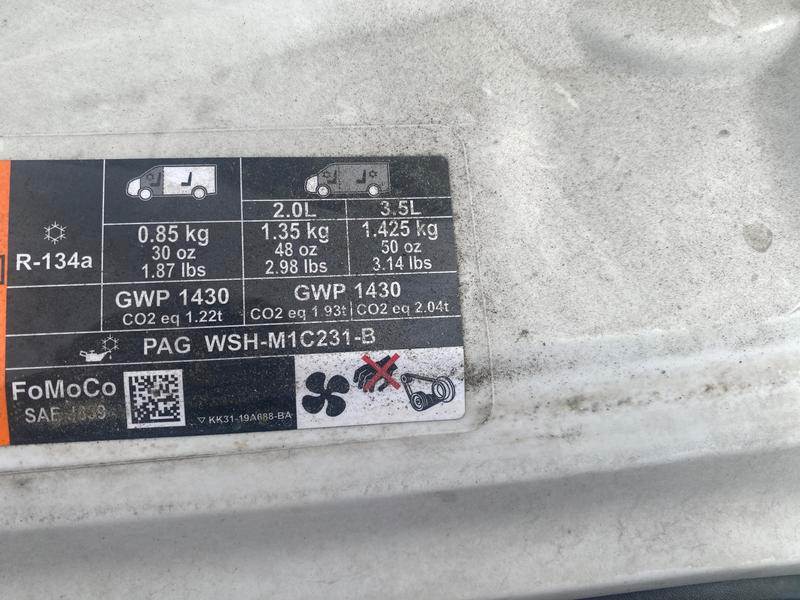 R-134a
0.85 kg
30 oz
1.87 lbs
2.0L
1.35 kg
48 oz
2.98 lbs
3.5L
1.425 kg
50 oz
3.14 lbs
GWP 1430
CO2 eq 1.22t
GWP 1430
CO2 eq 1.93t
CO2 eq 2.04t
PAG WSH-M1C231-B
FoMoCo
SAE
KK31-19A688-BA